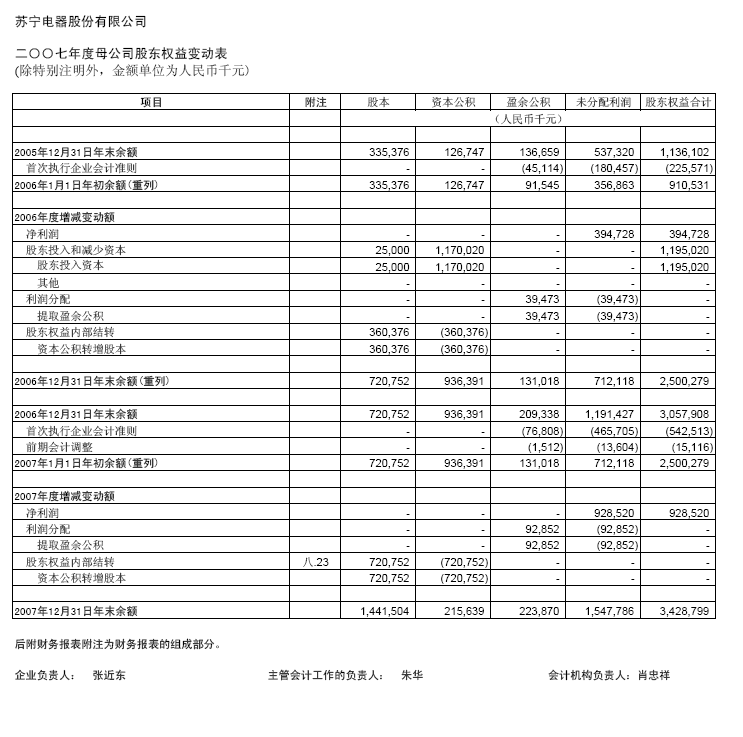 苏宁电器股份有限公司
二〇〇七年度母公司股东权益变动表
(除特别注明外，金额单位为人民币千元)
项目 附注 股本 资本公积 盈余公积 未分配利润 股东权益合计
（人民币千元）
2005年12月31日年末余额 335,376 126,747 136,659 537,320 1,136,102
首次执行企业会计准则 - - (45,114) (180,457) (225,571)
2006年1月1日年初余额(重列) 335,376 126,747 91,545 356,863 910,531
2006年度增减变动额
净利润 - - - 394,728 394,728
股东投入和减少资本 25,000 1,170,020 - - 1,195,020
股东投入资本 25,000 1,170,020 - - 1,195,020
其他 - - - - -
利润分配 - - 39,473 (39,473) -
提取盈余公积 - - 39,473 (39,473) -
股东权益内部结转 360,376 (360,376) - - -
资本公积转增股本 360,376 (360,376) - - -
2006年12月31日年末余额(重列) 720,752 936,391 131,018 712,118 2,500,279
2006年12月31日年末余额 720,752 936,391 209,338 1,191,427 3,057,908
首次执行企业会计准则 - - (76,808) (465,705) (542,513)
前期会计调整 - - (1,512) (13,604) (15,116)
2007年1月1日年初余额(重列) 720,752 936,391 131,018 712,118 2,500,279
2007年度增减变动额
净利润 - - - 928,520 928,520
利润分配 - - 92,852 (92,852) -
提取盈余公积 - - 92,852 (92,852) -
股东权益内部结转 八.23 720,752 (720,752) - - -
资本公积转增股本 720,752 (720,752) - - -
2007年12月31日年末余额 1,441,504 215,639 223,870 1,547,786 3,428,799
后附财务报表附注为财务报表的组成部分。
企业负责人： 张近东 主管会计工作的负责人： 朱华 会计机构负责人：肖忠祥